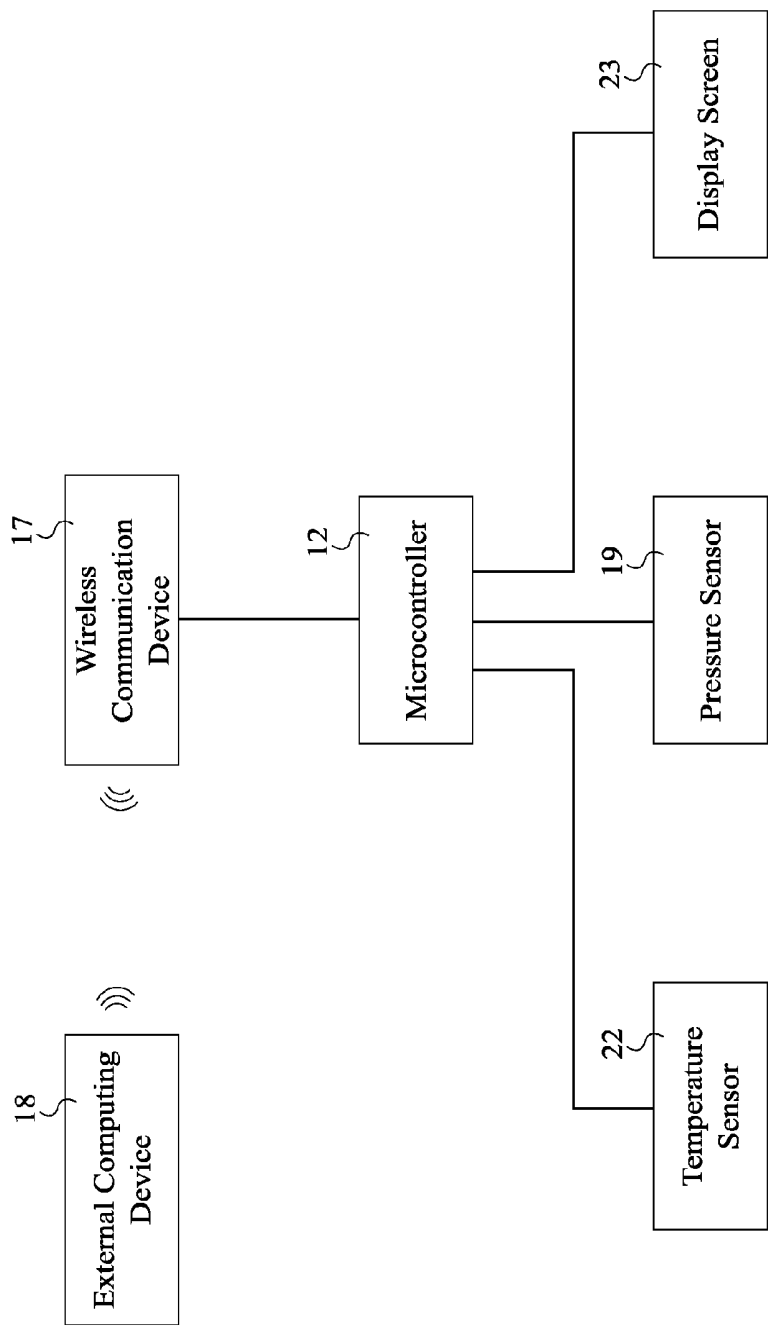 18
External Computing
Device
17
Wireless
Communication
Device
12
Microcontroller
22
Temperature
Sensor
19
Pressure Sensor
23
Display Screen